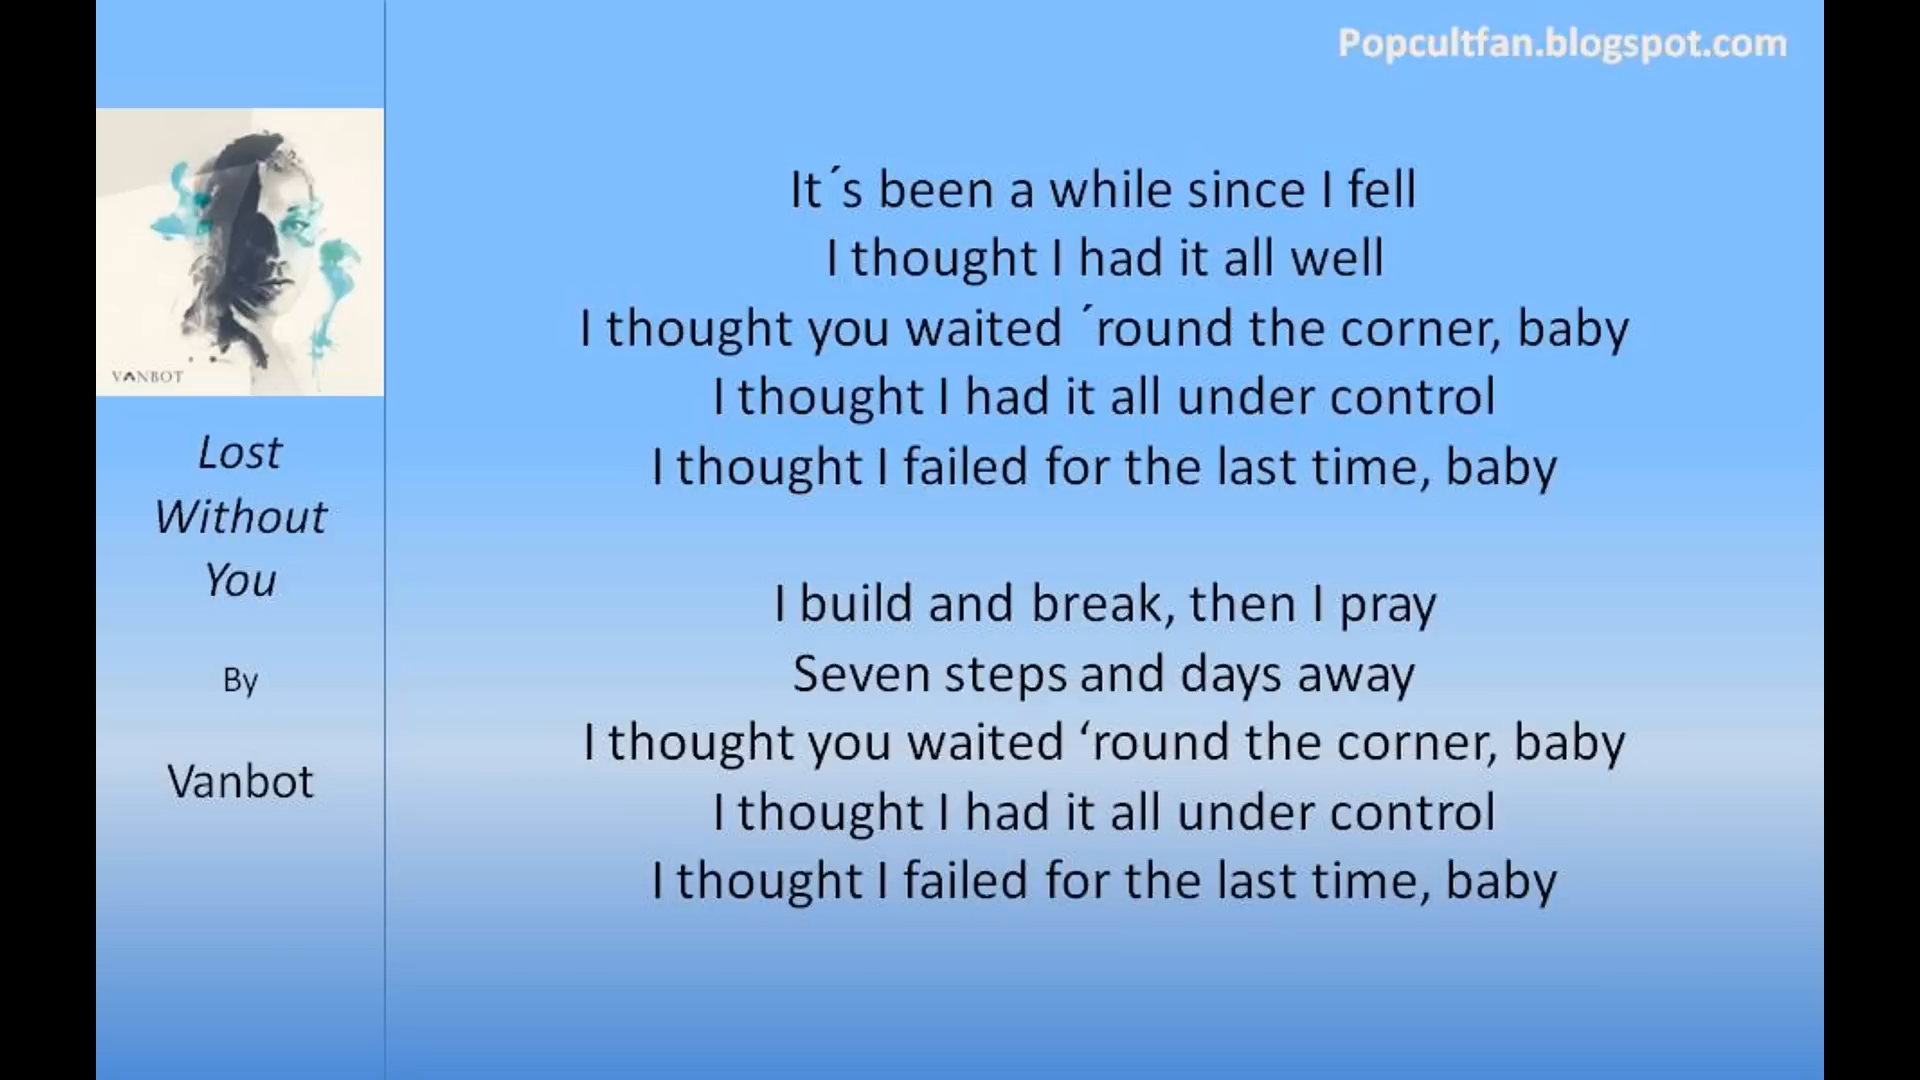 Popcultfan.blogspot.com
VANBOT
Lost
Without
You
By
Vanbot
It´s been a while since I fell
I thought I had it all well
I thought you waited ´round the corner, baby
I thought I had it all under control
I thought I failed for the last time, baby
I build and break, then I pray
Seven steps and days away
I thought you waited ‘round the corner, baby
I thought I had it all under control
I thought I failed for the last time, baby